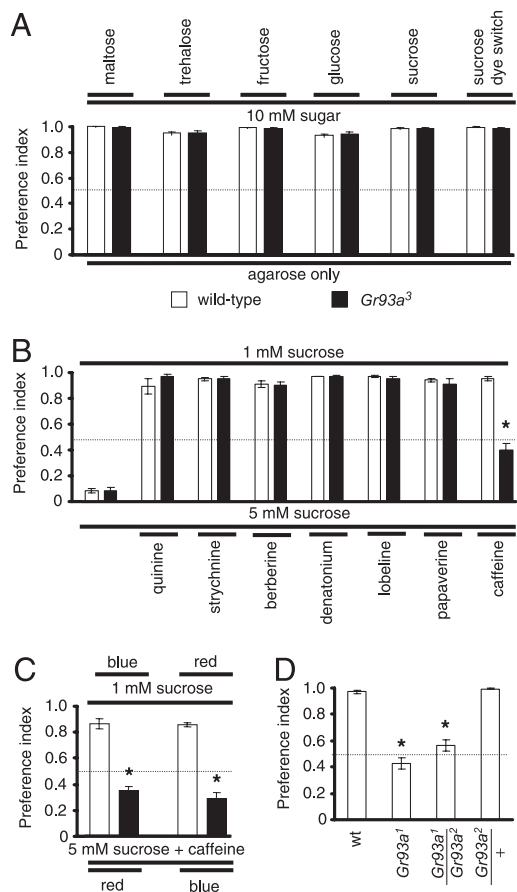 A
maltose
trehalose
fructose
glucose
sucrose
sucrose
dye switch
10 mM sugar
Preference index
1.0
0.8
0.6
0.4
0.2
0
agarose only
wild-type
Gr93a³
B
1 mM sucrose
Preference index
1.0
0.8
0.6
0.4
0.2
0
*
5 mM sucrose
quinine
strychnine
berberine
denatonium
lobeline
papaverine
caffeine
C
blue
red
1 mM sucrose
Preference index
1.0
0.8
0.6
0.4
0.2
0
*
*
5 mM sucrose + caffeine
red
blue
D
Preference index
1.0
0.8
0.6
0.4
0.2
0
*
*
wt
Gr93a¹
Gr93a¹
Gr93a²
Gr93a²
+